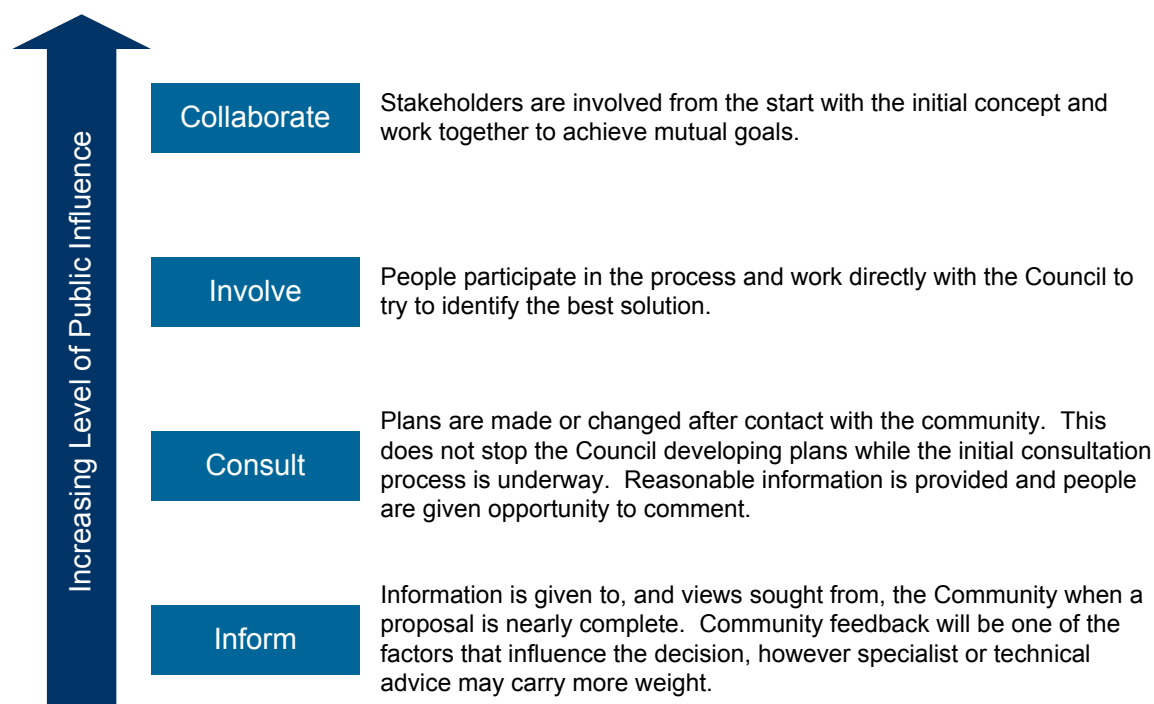 Increasing Level of Public Influence
Collaborate
Stakeholders are involved from the start with the initial concept and
work together to achieve mutual goals.
Involve
People participate in the process and work directly with the Council to
try to identify the best solution.
Consult
Plans are made or changed after contact with the community.  This
does not stop the Council developing plans while the initial consultation
process is underway.  Reasonable information is provided and people
are given opportunity to comment.
Inform
Information is given to, and views sought from, the Community when a
proposal is nearly complete.  Community feedback will be one of the
factors that influence the decision, however specialist or technical
advice may carry more weight.